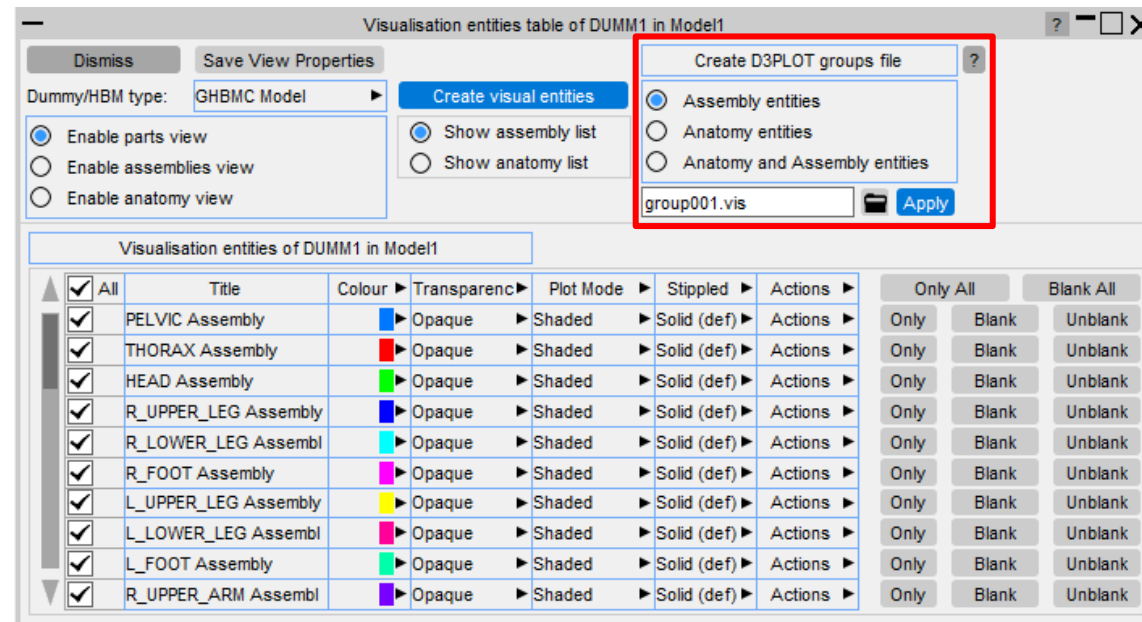 Visualisation entities table of DUMM1 in Model1 ?
Dismiss Save View Properties Create D3PLOT groups file ?
Dummy/HBM type: GHBMC Model Create visual entities Assembly entities
Enable parts view Show assembly list Anatomy entities
Enable assemblies view Show anatomy list Anatomy and Assembly entities
Enable anatomy view group001.vis Apply
Visualisation entities of DUMM1 in Model1
All Title Colour Transparenc Plot Mode Stippled Actions Only All Blank All
PELVIC Assembly Opaque Shaded Solid (def) Actions Only Blank Unblank
THORAX Assembly Opaque Shaded Solid (def) Actions Only Blank Unblank
HEAD Assembly Opaque Shaded Solid (def) Actions Only Blank Unblank
R_UPPER_LEG Assembly Opaque Shaded Solid (def) Actions Only Blank Unblank
R_LOWER_LEG Assembl Opaque Shaded Solid (def) Actions Only Blank Unblank
R_FOOT Assembly Opaque Shaded Solid (def) Actions Only Blank Unblank
L_UPPER_LEG Assembly Opaque Shaded Solid (def) Actions Only Blank Unblank
L_LOWER_LEG Assembl Opaque Shaded Solid (def) Actions Only Blank Unblank
L_FOOT Assembly Opaque Shaded Solid (def) Actions Only Blank Unblank
R_UPPER_ARM Assembl Opaque Shaded Solid (def) Actions Only Blank Unblank